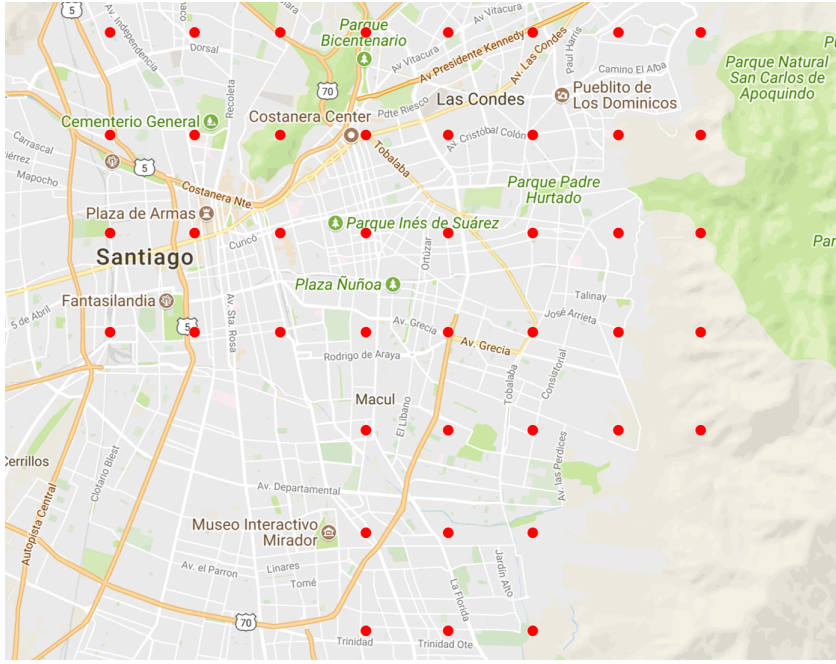 5
Av. Independencia
Dorsal
Recoleta
Parque
Bicentenario
Av Vitacura
Av Vitacura
Av Presidente Kennedy
Av. Las Condes
Paul Harris
Camino El Alba
Parque Natural
San Carlos de
Apoquindo
70
Pdte Riesco
Las Condes
Pueblito de
Los Dominicos
Cementerio General
Costanera Center
Av. Cristóbal Colón
Carrascal
Mapocho
5
Tobalaba
Costanera Nte.
Parque Padre
Hurtado
Plaza de Armas
Parque Inés de Suárez
Curicó
Ortúzar
Par
Santiago
Plaza Ñuñoa
Fantasilandia
5 de Abril
Av. Sta. Rosa
5
Talinay
José Arrieta
Av. Grecia
Av. Grecia
Rodrigo de Araya
Tobalaba
Consistorial
Macul
El Líbano
Cerrillos
Clotario Blest
Av. las Perdices
Av. Departamental
Autopista Central
Museo Interactivo
Mirador
Av. el Parron
Linares
Tomé
Jardín Alto
La Florida
70
Trinidad
Trinidad Ote